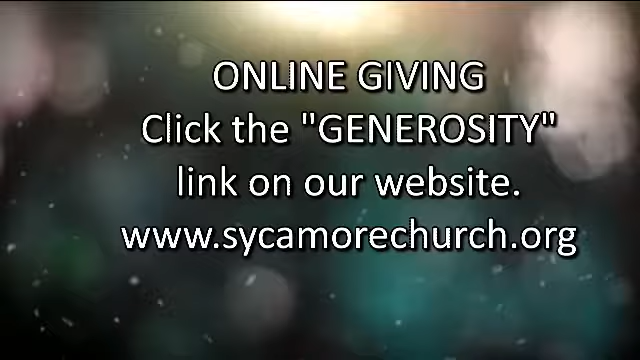 ONLINE GIVING
Click the "GENEROSITY"
link on our website.
www.sycamorechurch.org